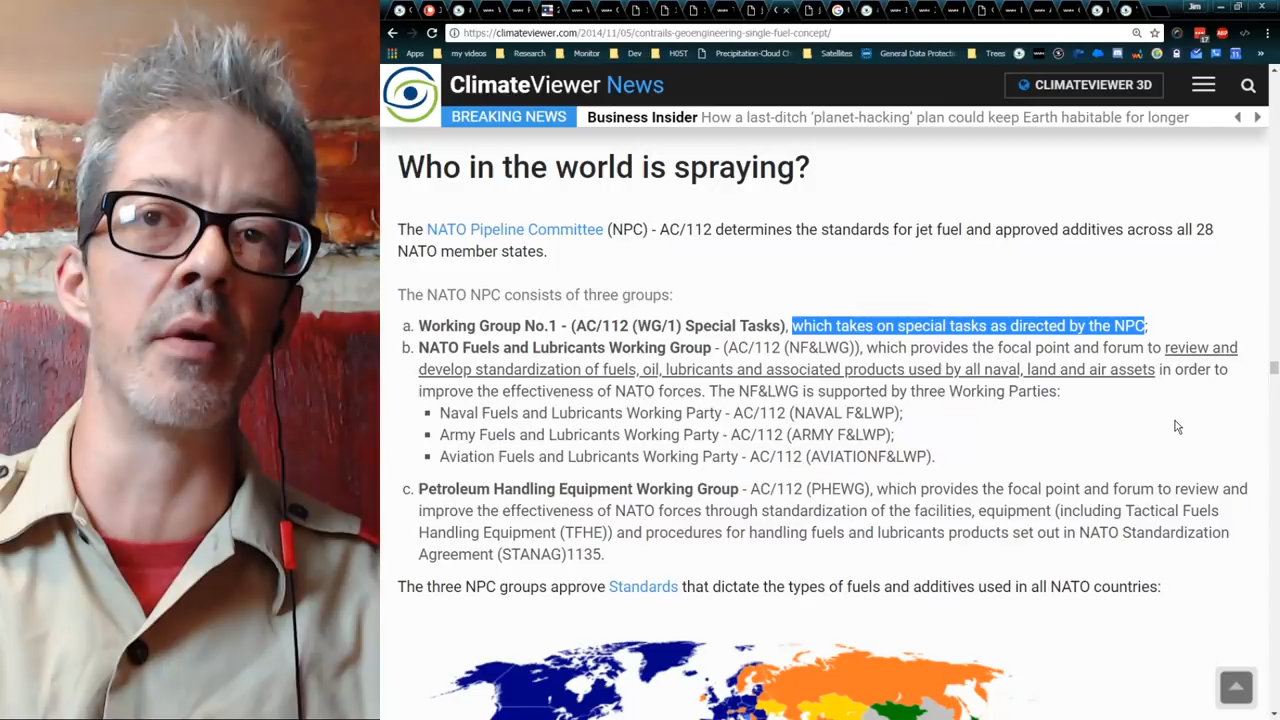 Jim
https://climateviewer.com/2014/11/05/contrails-geoengineering-single-fuel-concept/
17
ABP
31
Apps
my videos
Research
Monitor
Dev
H05T
Precipitation-Cloud C
Satellites
General Data Protect
Trees
ClimateViewer News
CLIMATEVIEWER 3D
BREAKING NEWS
Business Insider How a last-ditch ‘planet-hacking’ plan could keep Earth habitable for longer
Who in the world is spraying?
The NATO Pipeline Committee (NPC) - AC/112 determines the standards for jet fuel and approved additives across all 28
NATO member states.
The NATO NPC consists of three groups:
a. Working Group No.1 - (AC/112 (WG/1) Special Tasks), which takes on special tasks as directed by the NPC;
b. NATO Fuels and Lubricants Working Group - (AC/112 (NF&LWG)), which provides the focal point and forum to review and
develop standardization of fuels, oil, lubricants and associated products used by all naval, land and air assets in order to
improve the effectiveness of NATO forces. The NF&LWG is supported by three Working Parties:
Naval Fuels and Lubricants Working Party - AC/112 (NAVAL F&LWP);
Army Fuels and Lubricants Working Party - AC/112 (ARMY F&LWP);
Aviation Fuels and Lubricants Working Party - AC/112 (AVIATIONF&LWP).
c. Petroleum Handling Equipment Working Group - AC/112 (PHEWG), which provides the focal point and forum to review and
improve the effectiveness of NATO forces through standardization of the facilities, equipment (including Tactical Fuels
Handling Equipment (TFHE)) and procedures for handling fuels and lubricants products set out in NATO Standardization
Agreement (STANAG)1135.
The three NPC groups approve Standards that dictate the types of fuels and additives used in all NATO countries: